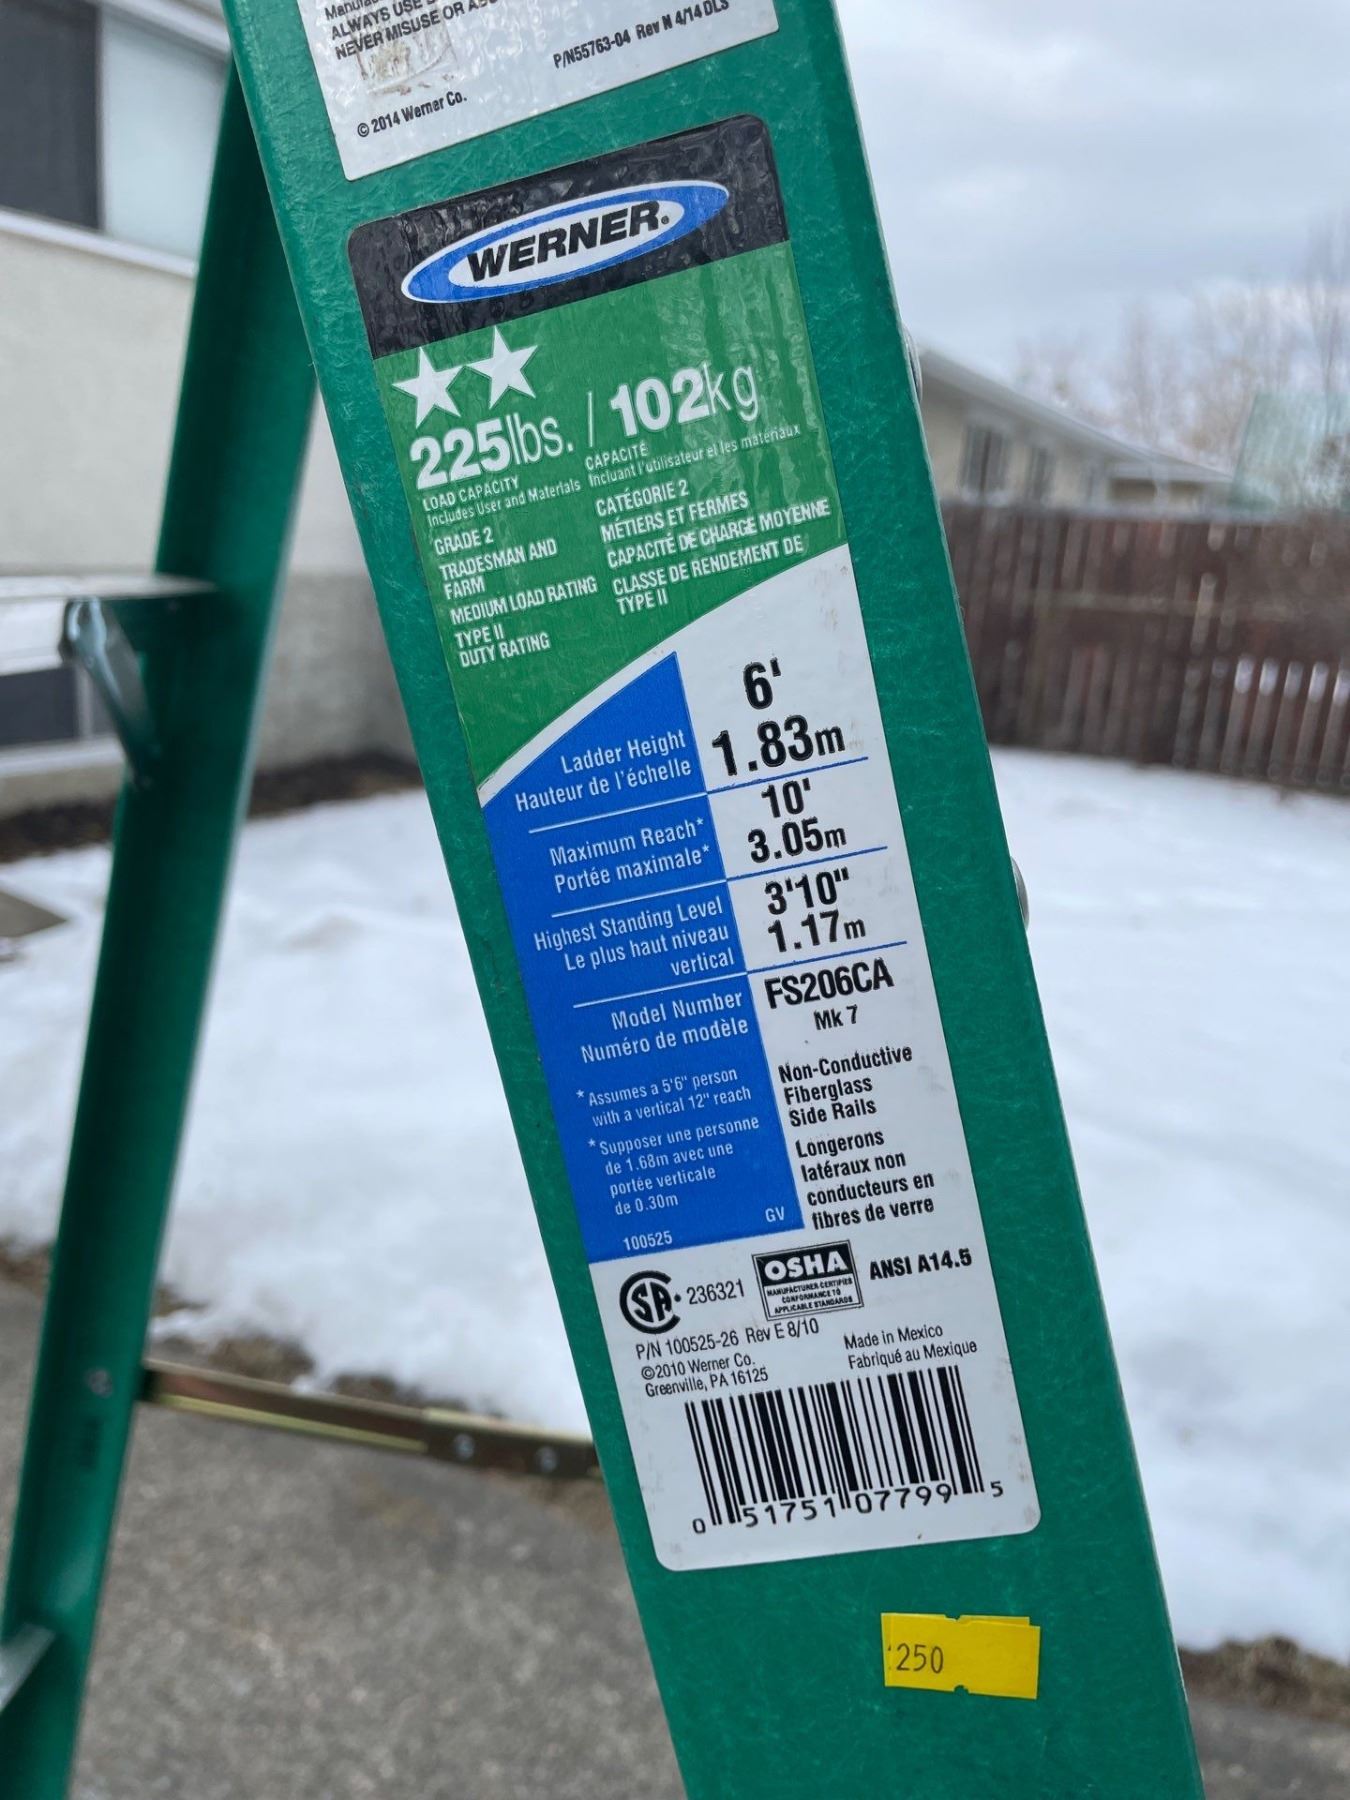 ALWAYS USE
NEVER MISUSE OR
P/N55763-04 Rev N 4/14 DLS
© 2014 Werner Co.
WERNER®
225lbs. / 102kg
LOAD CAPACITY
Includes User and Materials
CAPACITÉ
Incluant l'utilisateur et les matériaux
GRADE 2
TRADESMAN AND
FARM
MEDIUM LOAD RATING
TYPE II
DUTY RATING
CATÉGORIE 2
MÉTIERS ET FERMES
CAPACITÉ DE CHARGE MOYENNE
CLASSE DE RENDEMENT DE
TYPE II
Ladder Height
Hauteur de l'échelle
6'
1.83m
Maximum Reach*
Portée maximale*
10'
3.05m
Highest Standing Level
Le plus haut niveau
vertical
3'10"
1.17m
Model Number
Numéro de modèle
FS206CA
Mk 7
* Assumes a 5'6" person
with a vertical 12" reach
* Supposer une personne
de 1.68m avec une
portée verticale
de 0.30m
100525
GV
Non-Conductive
Fiberglass
Side Rails
Longerons
latéraux non
conducteurs en
fibres de verre
SA 236321
OSHA
MANUFACTURER CERTIFIES
CONFORMANCE TO
APPLICABLE STANDARDS
ANSI A14.5
P/N 100525-26 Rev E 8/10
©2010 Werner Co.
Greenville, PA 16125
Made in Mexico
Fabriqué au Mexique
0 51751 07799 5
250